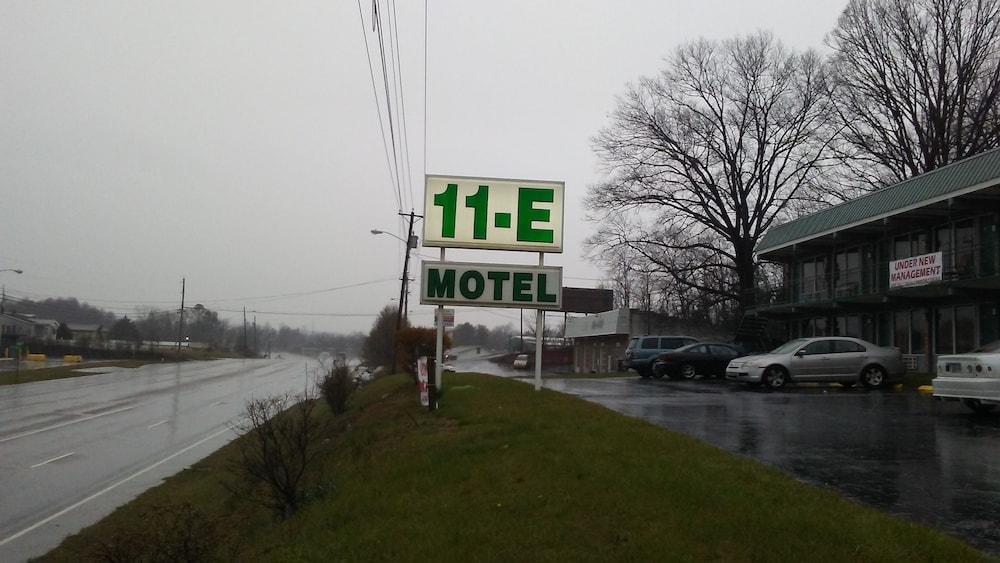 11-E
MOTEL
UNDER NEW
MANAGEMENT